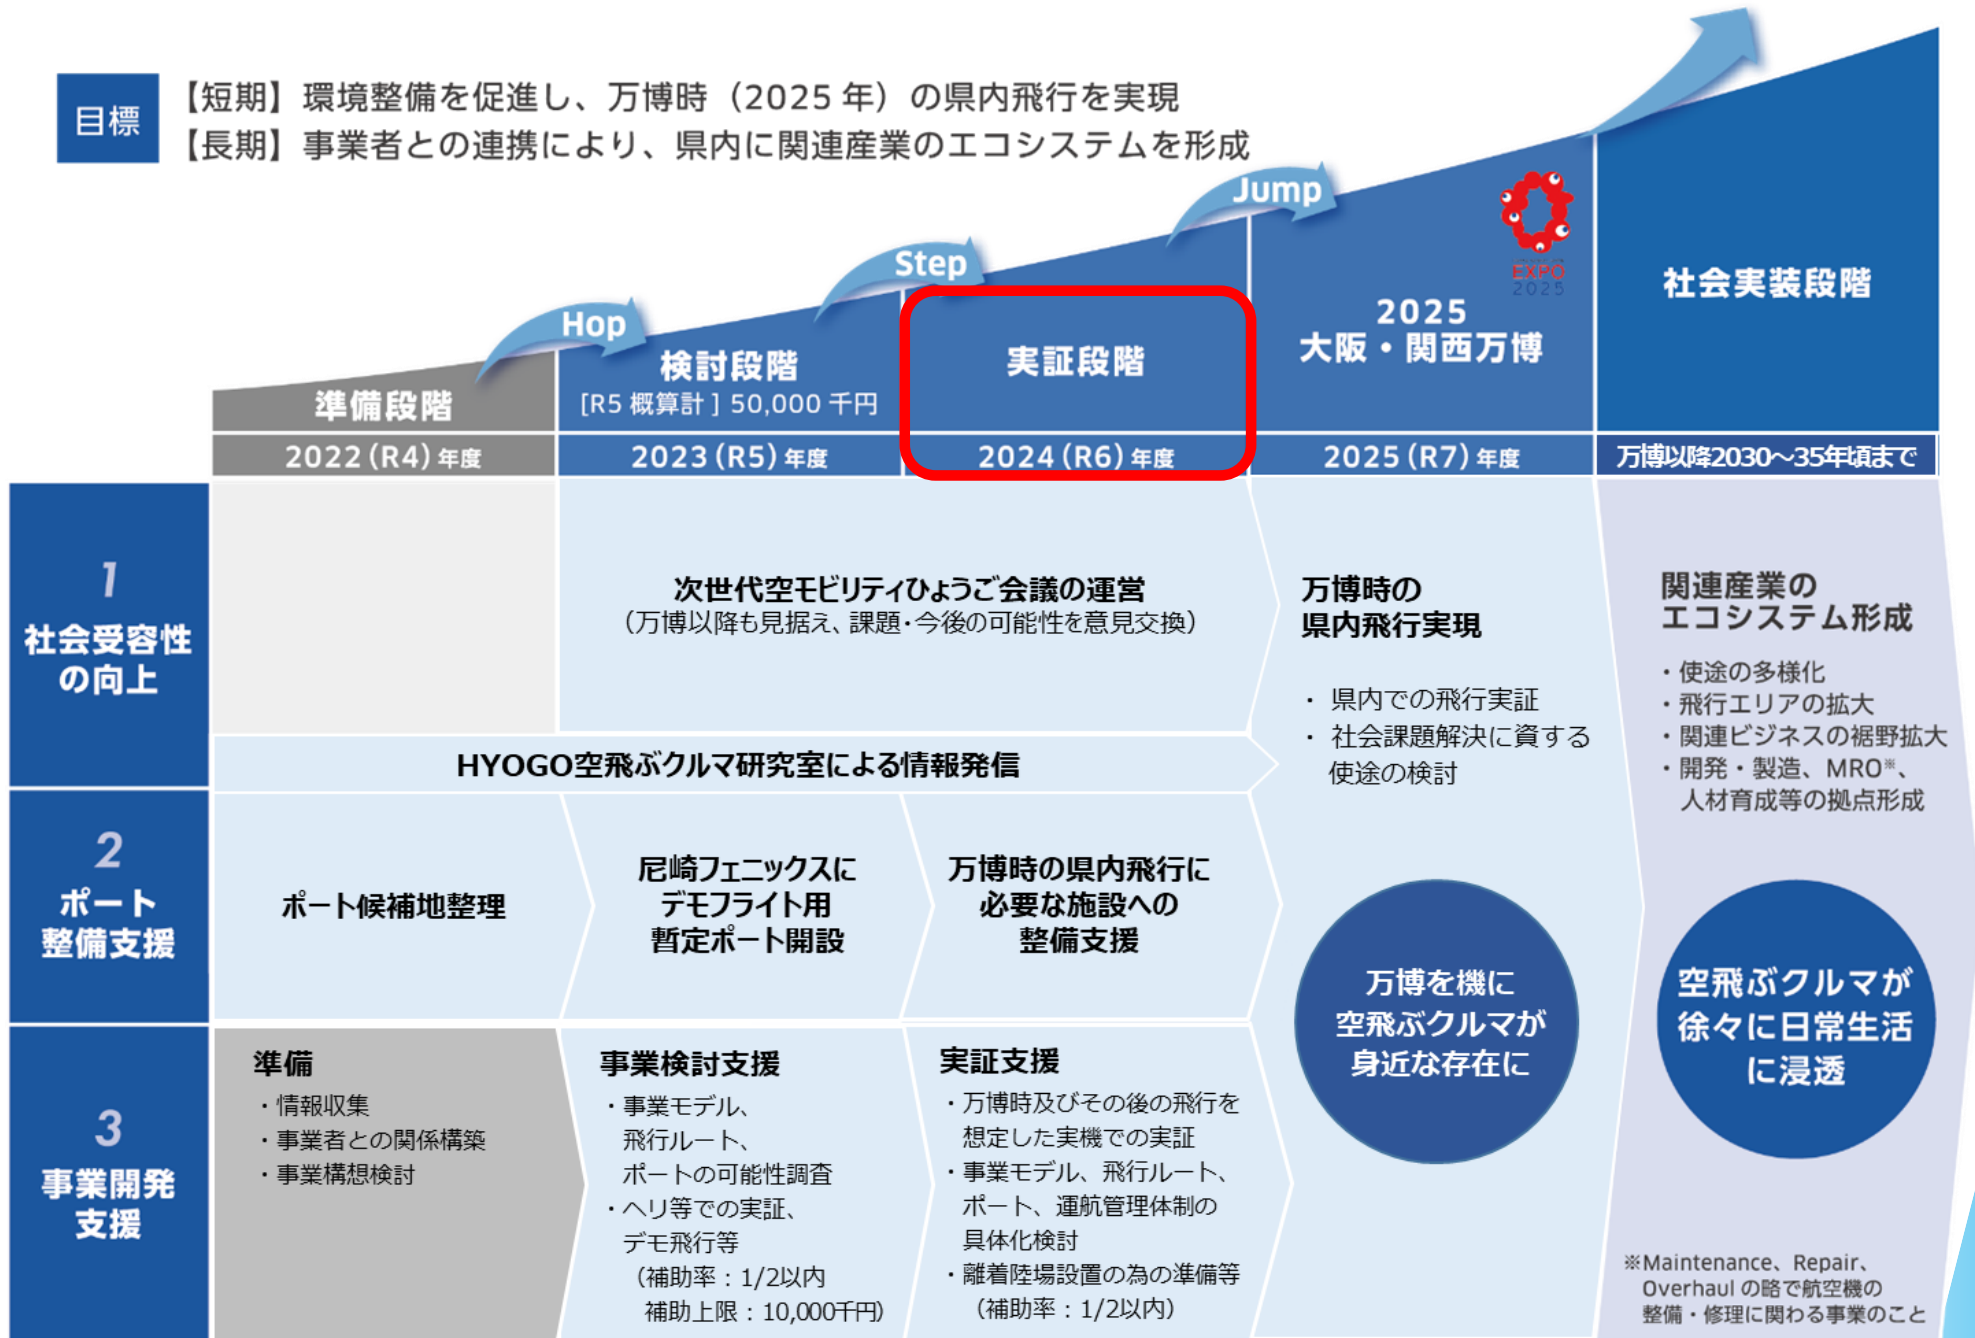 目標
【短期】環境整備を促進し、万博時（2025 年）の県内飛行を実現
【長期】事業者との連携により、県内に関連産業のエコシステムを形成
Hop
Step
Jump
準備段階
検討段階
[R5 概算計 ] 50,000 千円
実証段階
2025
大阪・関西万博
EXPO
2025
社会実装段階
2022（R4）年度
2023（R5）年度
2024（R6）年度
2025（R7）年度
万博以降2030～35年頃まで
1
社会受容性
の向上
次世代空モビリティひょうご会議の運営
（万博以降も見据え、課題・今後の可能性を意見交換）
HYOGO空飛ぶクルマ研究室による情報発信
2
ポート
整備支援
ポート候補地整理
尼崎フェニックスに
デモフライト用
暫定ポート開設
万博時の県内飛行に
必要な施設への
整備支援
3
事業開発
支援
準備
・情報収集
・事業者との関係構築
・事業構想検討
事業検討支援
・事業モデル、
飛行ルート、
ポートの可能性調査
・ヘリ等での実証、
デモ飛行等
（補助率：1/2以内
補助上限：10,000千円）
実証支援
・万博時及びその後の飛行を
想定した実機での実証
・事業モデル、飛行ルート、
ポート、運航管理体制の
具体化検討
・離着陸場設置の為の準備等
（補助率：1/2以内）
万博時の
県内飛行実現
・ 県内での飛行実証
・ 社会課題解決に資する
使途の検討
万博を機に
空飛ぶクルマが
身近な存在に
関連産業の
エコシステム形成
・使途の多様化
・飛行エリアの拡大
・関連ビジネスの裾野拡大
・開発・製造、MRO※、
人材育成等の拠点形成
空飛ぶクルマが
徐々に日常生活
に浸透
※Maintenance、Repair、
Overhaul の略で航空機の
整備・修理に関わる事業のこと